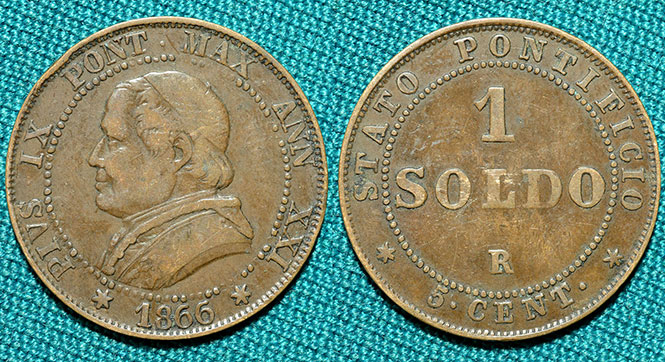 PIVS IX PONT · MAX ANN XXI
* 1866 *
STATO PONTIFICIO
1
SOLDO
R
* 5 · CENT · *